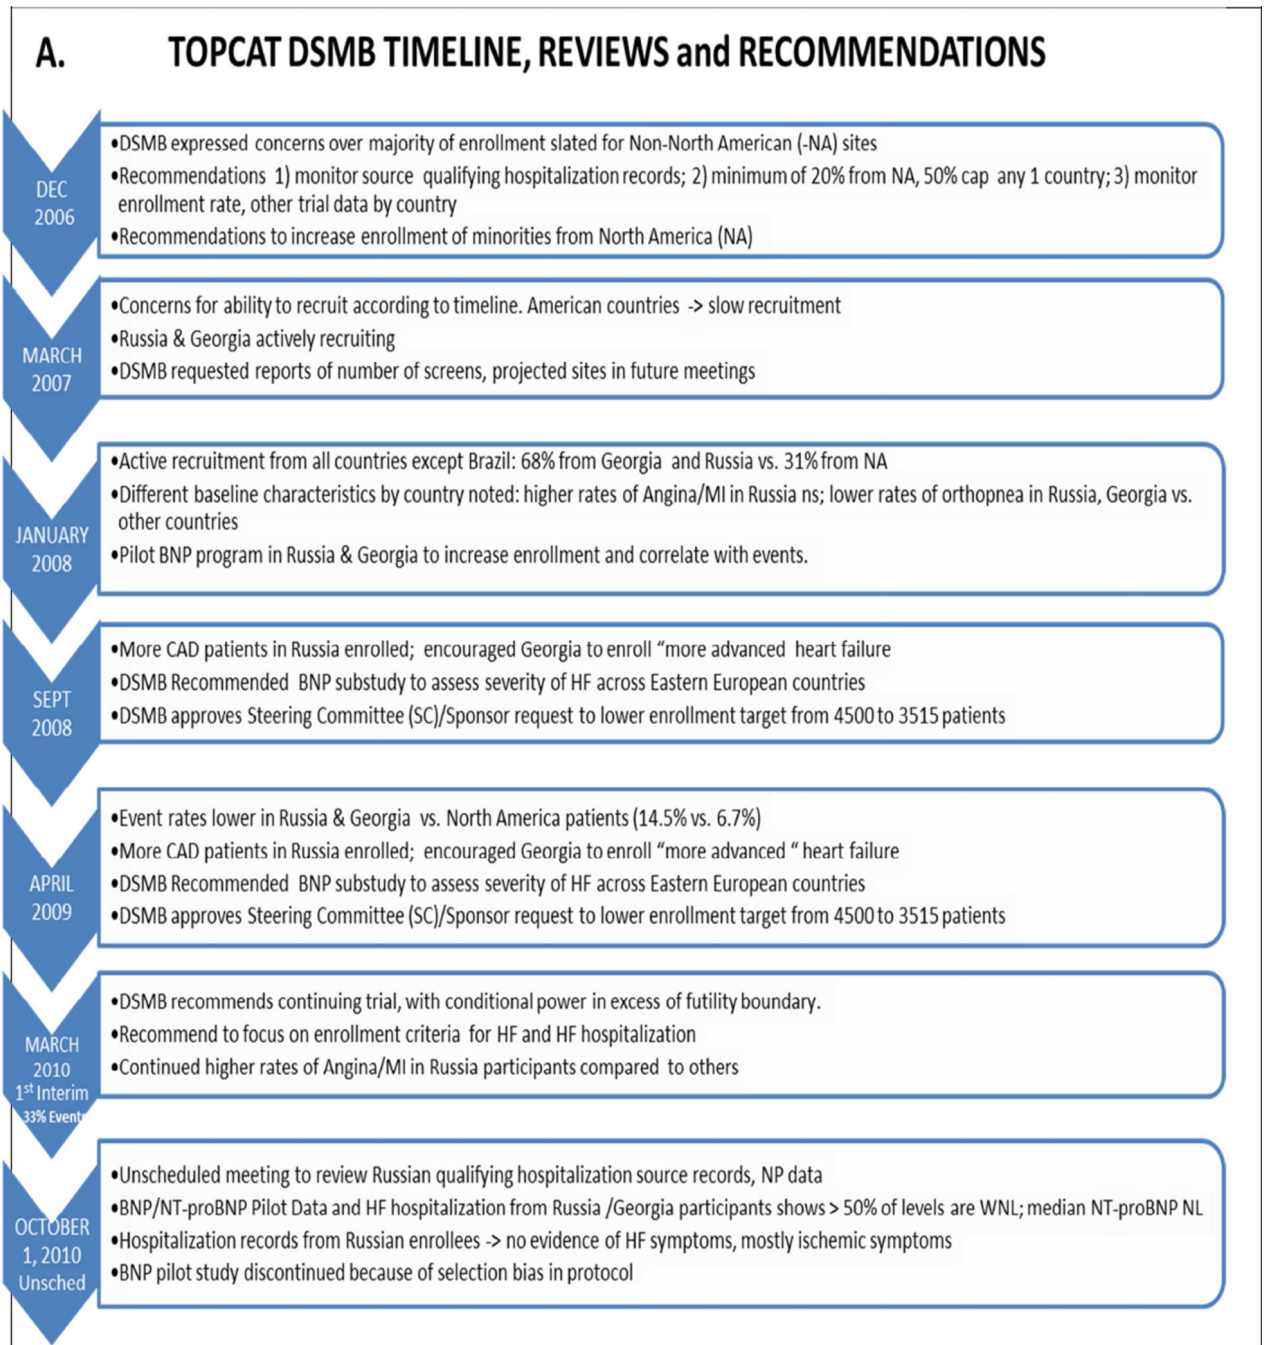 A. TOPCAT DSMB TIMELINE, REVIEWS and RECOMMENDATIONS
DEC
2006
•DSMB expressed concerns over majority of enrollment slated for Non-North American (-NA) sites
•Recommendations 1) monitor source qualifying hospitalization records; 2) minimum of 20% from NA, 50% cap any 1 country; 3) monitor
enrollment rate, other trial data by country
•Recommendations to increase enrollment of minorities from North America (NA)
MARCH
2007
•Concerns for ability to recruit according to timeline. American countries -> slow recruitment
•Russia & Georgia actively recruiting
•DSMB requested reports of number of screens, projected sites in future meetings
JANUARY
2008
•Active recruitment from all countries except Brazil: 68% from Georgia and Russia vs. 31% from NA
•Different baseline characteristics by country noted: higher rates of Angina/MI in Russia ns; lower rates of orthopnea in Russia, Georgia vs.
other countries
•Pilot BNP program in Russia & Georgia to increase enrollment and correlate with events.
SEPT
2008
•More CAD patients in Russia enrolled; encouraged Georgia to enroll “more advanced heart failure
•DSMB Recommended BNP substudy to assess severity of HF across Eastern European countries
•DSMB approves Steering Committee (SC)/Sponsor request to lower enrollment target from 4500 to 3515 patients
APRIL
2009
•Event rates lower in Russia & Georgia vs. North America patients (14.5% vs. 6.7%)
•More CAD patients in Russia enrolled; encouraged Georgia to enroll “more advanced “ heart failure
•DSMB Recommended BNP substudy to assess severity of HF across Eastern European countries
•DSMB approves Steering Committee (SC)/Sponsor request to lower enrollment target from 4500 to 3515 patients
MARCH
2010
1st Interim
33% Events
•DSMB recommends continuing trial, with conditional power in excess of futility boundary.
•Recommend to focus on enrollment criteria for HF and HF hospitalization
•Continued higher rates of Angina/MI in Russia participants compared to others
OCTOBER
1, 2010
Unsched
•Unscheduled meeting to review Russian qualifying hospitalization source records, NP data
•BNP/NT-proBNP Pilot Data and HF hospitalization from Russia /Georgia participants shows > 50% of levels are WNL; median NT-proBNP NL
•Hospitalization records from Russian enrollees -> no evidence of HF symptoms, mostly ischemic symptoms
•BNP pilot study discontinued because of selection bias in protocol